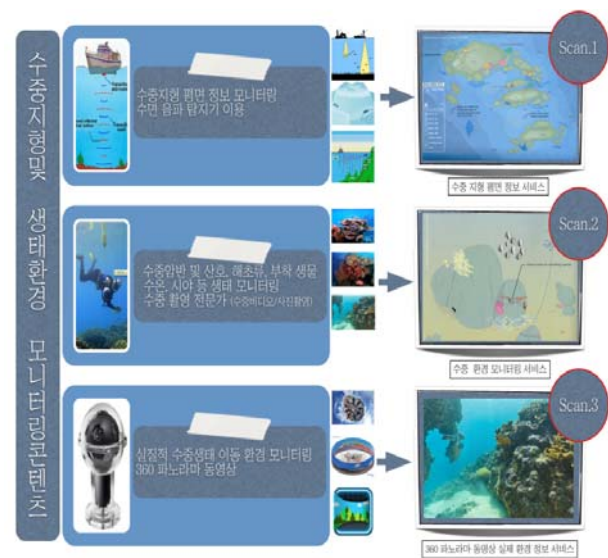 수중지형및 생태환경 모니터링콘텐츠
수중지형 평면 정보 모니터링
수면 음파 탐지기 이용
Scan.1
수중 지형 평면 정보 서비스
수중암반 및 산호, 해조류, 부착 생물
수온, 시야 등 생태 모니터링
수중 촬영 전문가 (수중비디오/사진촬영)
Scan.2
수중 환경 모니터링 서비스
실질적 수중생태 이동 환경 모니터링
360 파노라마 동영상
Scan.3
360 파노라마 동영상 실제 환경 정보 서비스